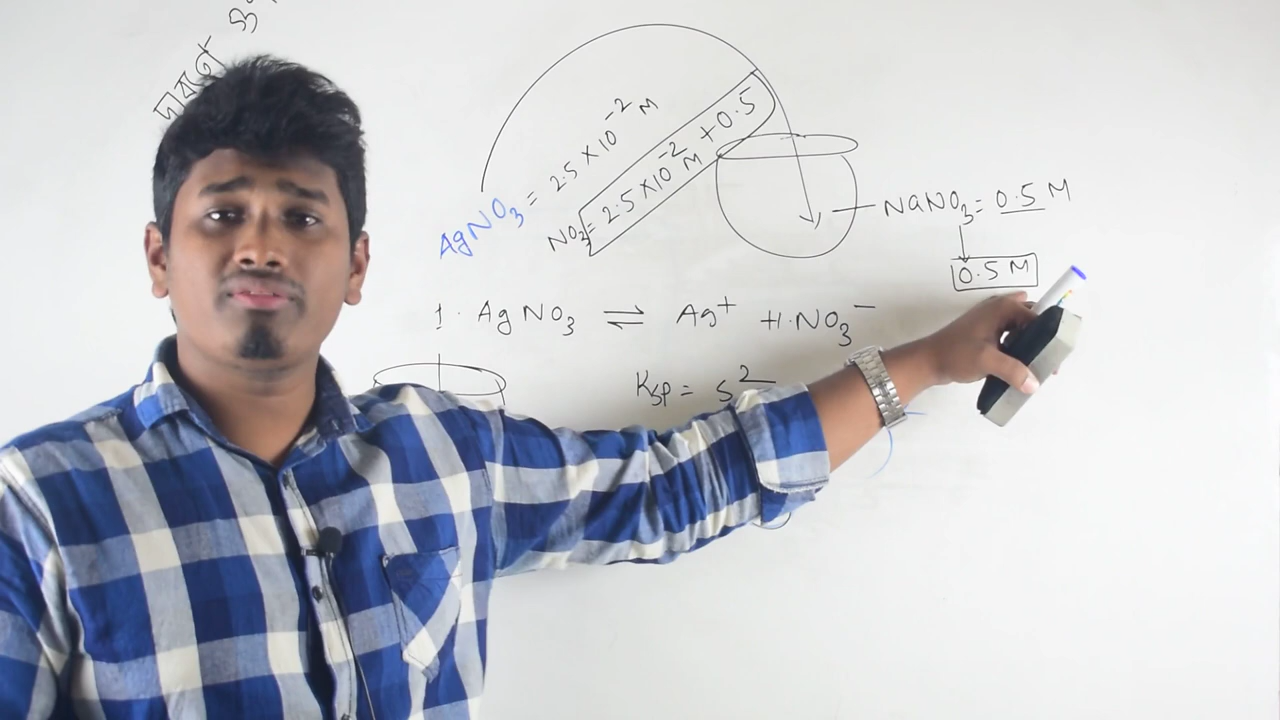 AgNO₃ = 2.5 × 10⁻² M
NO₃⁻ = 2.5 × 10⁻² M + 0.5
NaNO₃ = 0.5 M
0.5 M
1. AgNO₃ ⇌ Ag⁺ + 1. NO₃⁻
Ksp = s²